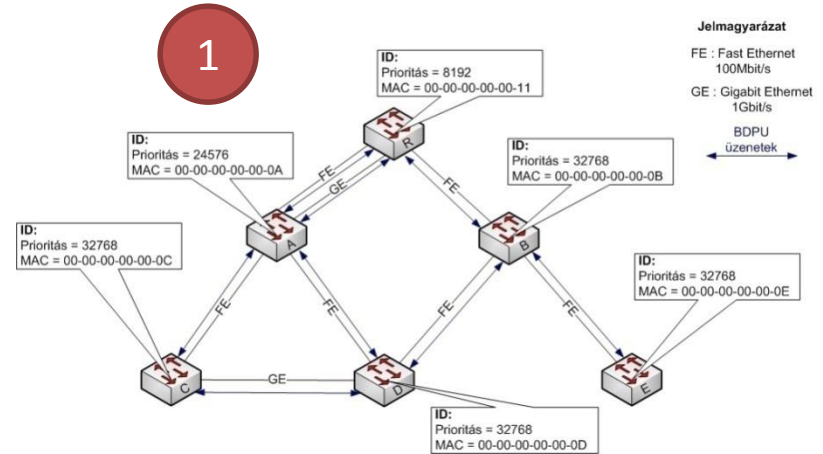 1
ID:
Prioritás = 8192
MAC = 00-00-00-00-00-11
Jelmagyarázat
FE : Fast Ethernet
100Mbit/s
GE : Gigabit Ethernet
1Gbit/s
BDPU
üzenetek
ID:
Prioritás = 24576
MAC = 00-00-00-00-00-0A
R
FE
GE
FE
ID:
Prioritás = 32768
MAC = 00-00-00-00-00-0B
ID:
Prioritás = 32768
MAC = 00-00-00-00-00-0C
A
B
ID:
Prioritás = 32768
MAC = 00-00-00-00-00-0E
FE
FE
FE
FE
C
GE
D
E
ID:
Prioritás = 32768
MAC = 00-00-00-00-00-0D